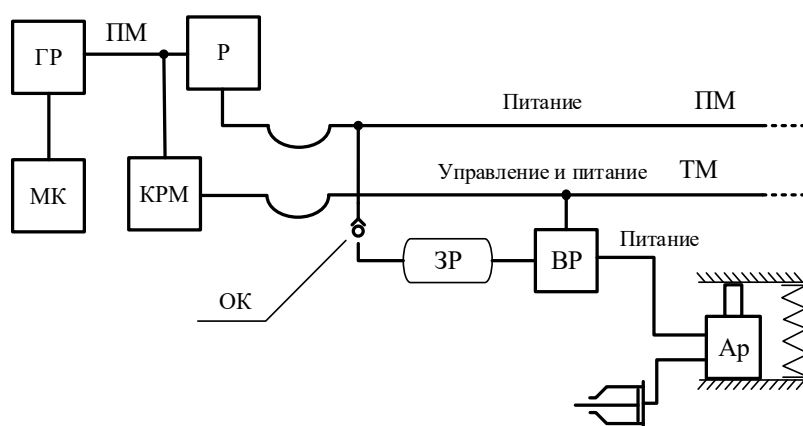 ПМ
ГР
Р
Питание
ПМ
Управление и питание
ТМ
МК
КРМ
Питание
ЗР
ВР
ОК
Ар